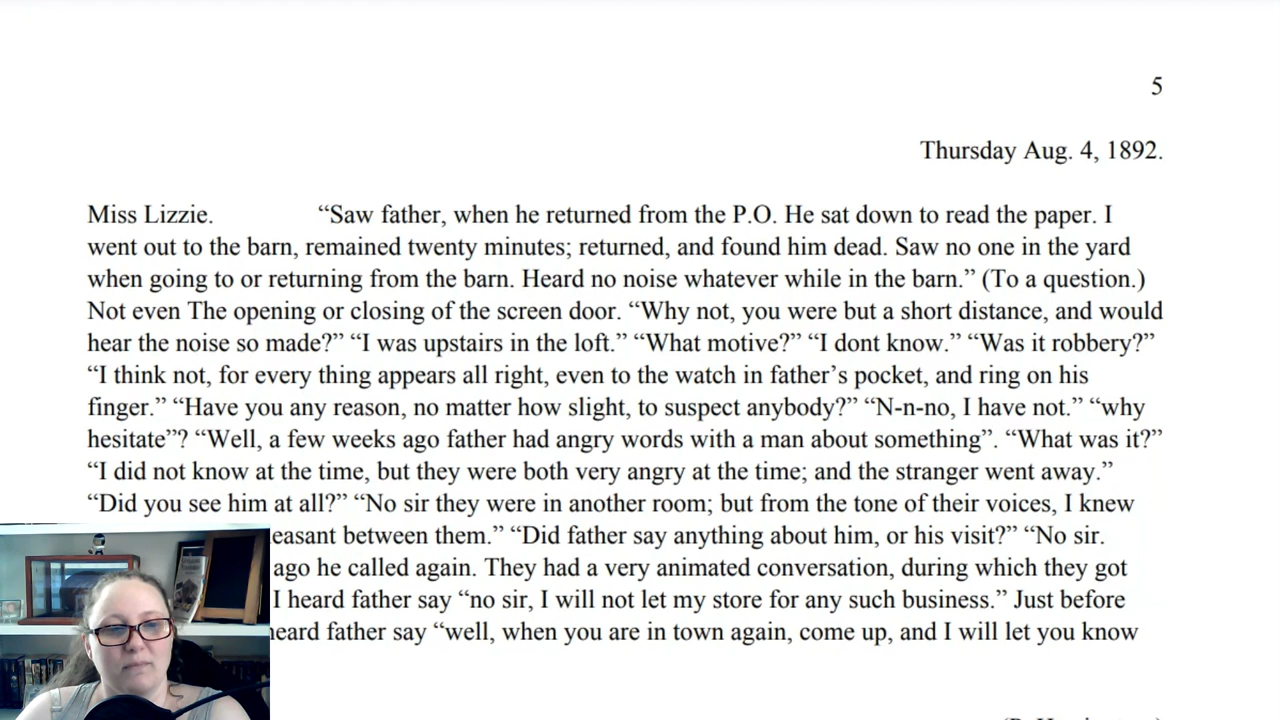 5
Thursday Aug. 4, 1892.
Miss Lizzie. “Saw father, when he returned from the P.O. He sat down to read the paper. I
went out to the barn, remained twenty minutes; returned, and found him dead. Saw no one in the yard
when going to or returning from the barn. Heard no noise whatever while in the barn.” (To a question.)
Not even The opening or closing of the screen door. “Why not, you were but a short distance, and would
hear the noise so made?” “I was upstairs in the loft.” “What motive?” “I dont know.” “Was it robbery?”
“I think not, for every thing appears all right, even to the watch in father’s pocket, and ring on his
finger.” “Have you any reason, no matter how slight, to suspect anybody?” “N-n-no, I have not.” “why
hesitate”? “Well, a few weeks ago father had angry words with a man about something”. “What was it?”
“I did not know at the time, but they were both very angry at the time; and the stranger went away.”
“Did you see him at all?” “No sir they were in another room; but from the tone of their voices, I knew
between them.” “Did father say anything about him, or his visit?” “No sir.
ago he called again. They had a very animated conversation, during which they got
I heard father say “no sir, I will not let my store for any such business.” Just before
heard father say “well, when you are in town again, come up, and I will let you know